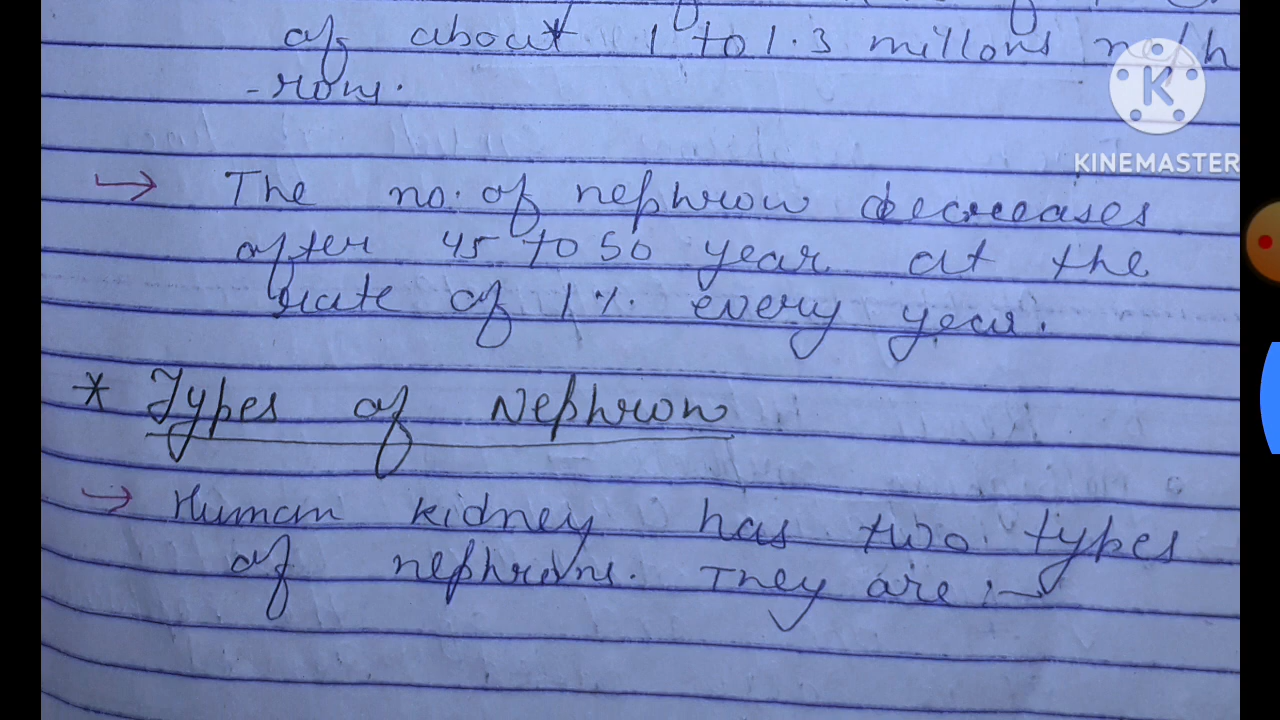 of about 1 to 1.3 millons neph
-rons.
→ The no. of nephron decreases
after 45 to 50 year at the
rate of 1 %. every year.
* Types of Nephron
→ Human kidney has two types
of nephrons. They are :-
K
KINEMASTER